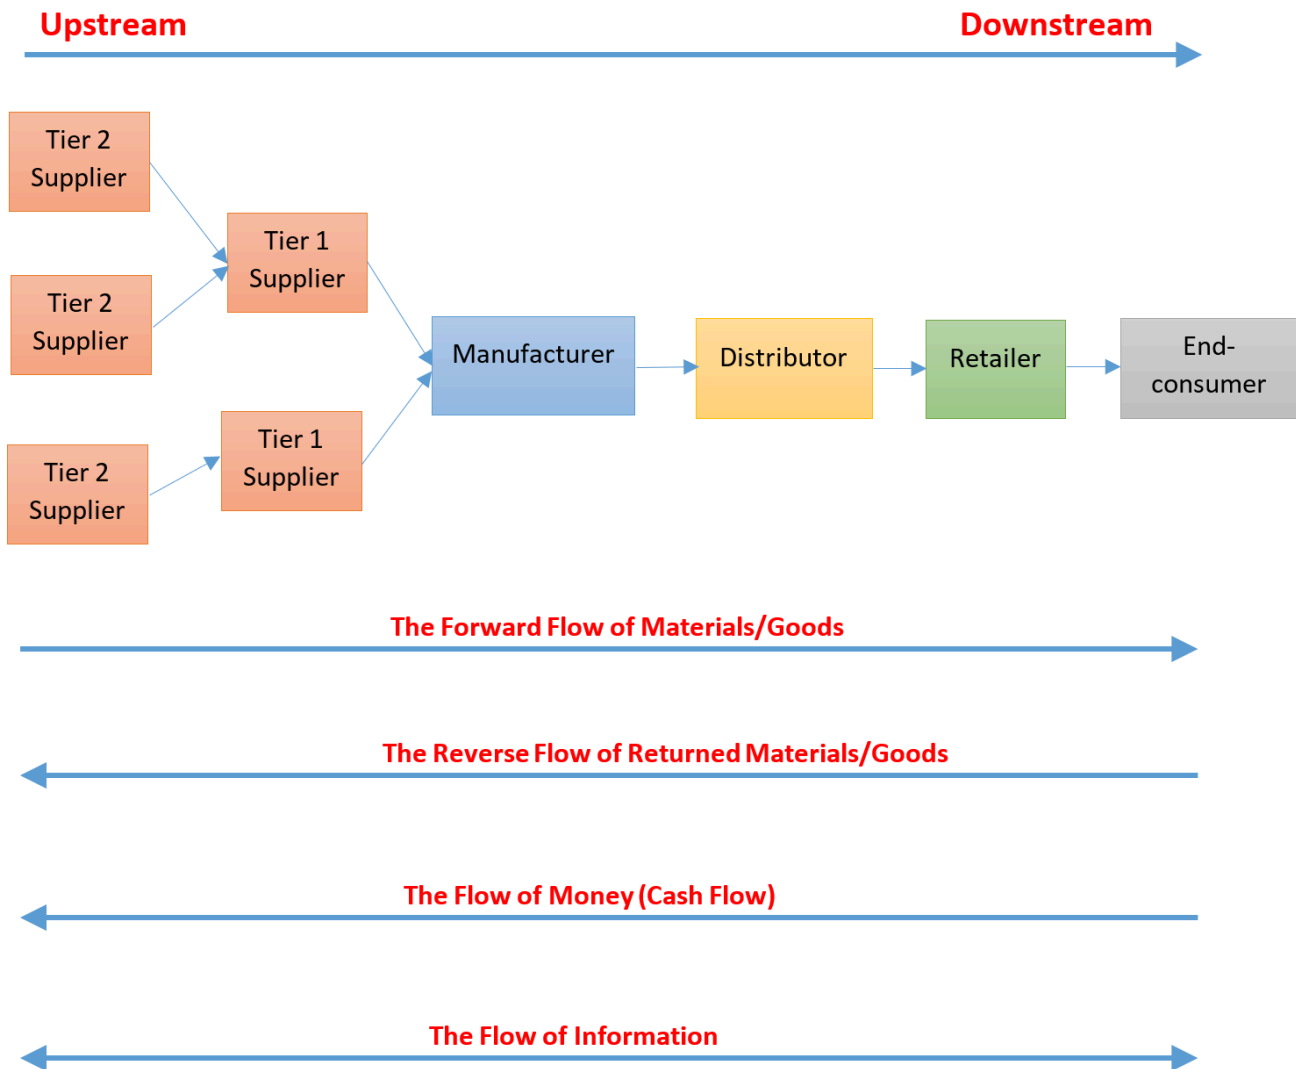 Upstream
Downstream
Tier 2
Supplier
Tier 1
Supplier
Tier 2
Supplier
Manufacturer
Distributor
Retailer
End-
consumer
Tier 1
Supplier
Tier 2
Supplier
The Forward Flow of Materials/Goods
The Reverse Flow of Returned Materials/Goods
The Flow of Money (Cash Flow)
The Flow of Information